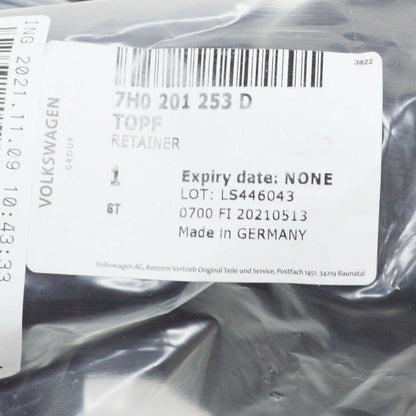 ING 2021.11.09 10:43:33
VOLKSWAGEN
GROUP
3822
7H0 201 253 D
TOPF
RETAINER
1
ST
Expiry date: NONE
LOT: LS446043
0700 FI 20210513
Made in GERMANY
Volkswagen AG, Konzern Vertrieb Original Teile und Service, Postfach 1451, 34219 Baunatal